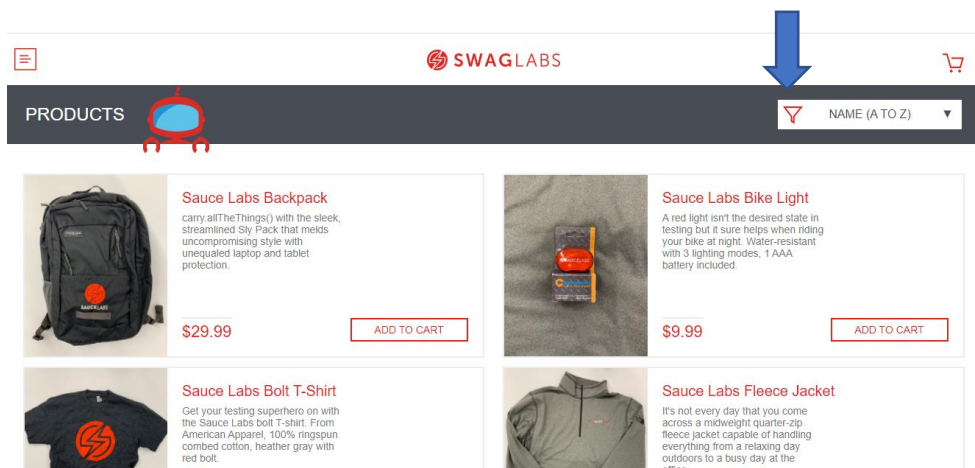 SWAGLABS
PRODUCTS
NAME (A TO Z)
Sauce Labs Backpack
carry.allTheThings() with the sleek,
streamlined Sly Pack that melds
uncompromising style with
unequaled laptop and tablet
protection.
$29.99
ADD TO CART
SAUCELABS
Sauce Labs Bike Light
A red light isn't the desired state in
testing but it sure helps when riding
your bike at night. Water-resistant
with 3 lighting modes, 1 AAA
battery included.
$9.99
ADD TO CART
Sauce Labs Bolt T-Shirt
Get your testing superhero on with
the Sauce Labs bolt T-shirt. From
American Apparel, 100% ringspun
combed cotton, heather gray with
red bolt.
Sauce Labs Fleece Jacket
It's not every day that you come
across a midweight quarter-zip
fleece jacket capable of handling
everything from a relaxing day
outdoors to a busy day at the